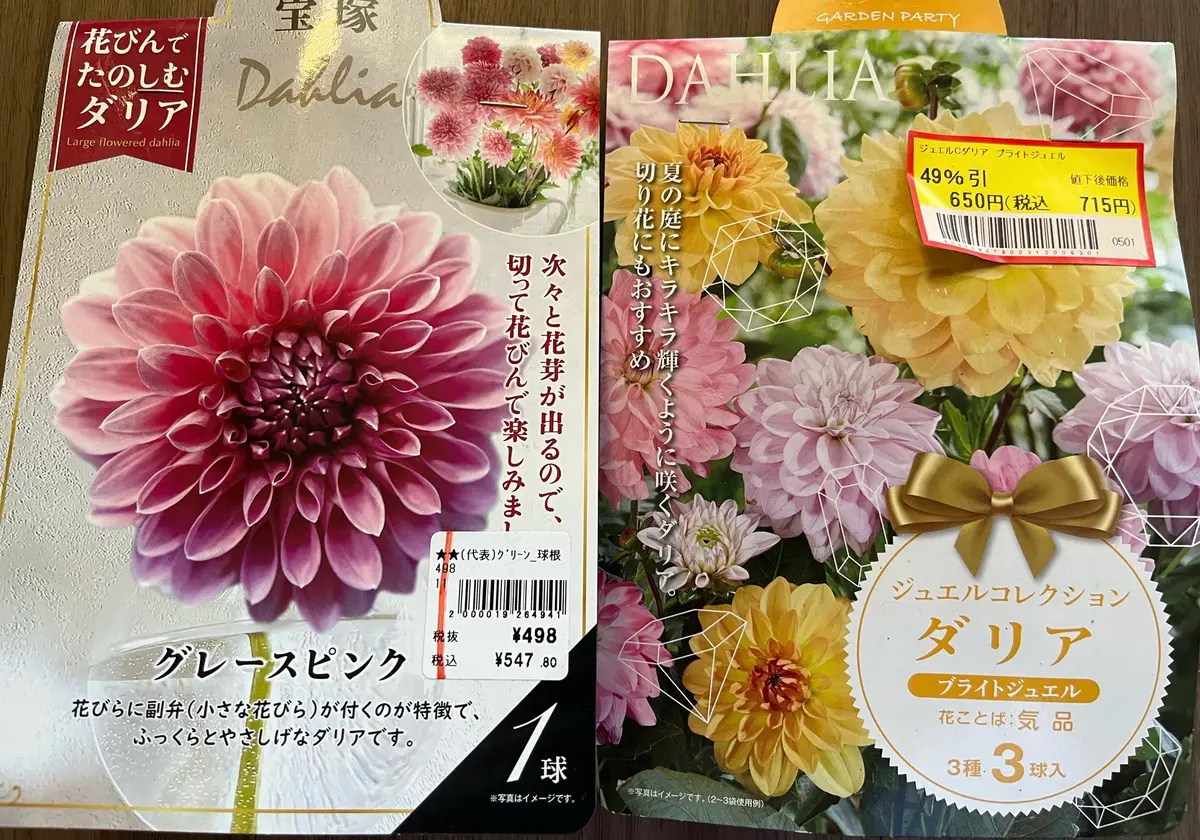 宝塚
Dahlia
花びんで
たのしむ
ダリア
Large flowered dahlia
次々と花芽が出るので、
切って花びんで楽しみまし
★★(代表)グリーン_球根
498
11
2 000019 264941
税抜 ¥498
税込 ¥547.80
グレースピンク
花びらに副弁(小さな花びら)が付くのが特徴で、
ふっくらとやさしげなダリアです。
1球
※写真はイメージです。
GARDEN PARTY
DAHLIA
ジュエルCダリア ブライトジュエル
49%引 値下後価格
650円(税込 715円)
0501
夏の庭にキラキラ輝くように咲くダリア。
切り花にもおすすめ
ジュエルコレクション
ダリア
ブライトジュエル
花ことば:気品
3種・3球入
※写真はイメージです。(2~3袋使用例)